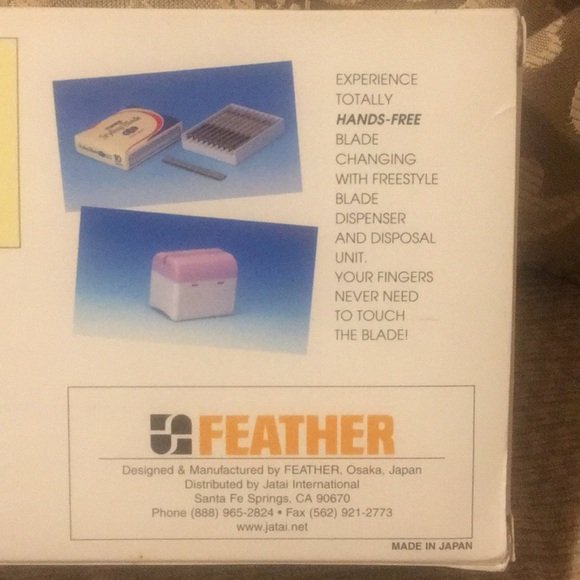 EXPERIENCE
TOTALLY
HANDS-FREE
BLADE
CHANGING
WITH FREESTYLE
BLADE
DISPENSER
AND DISPOSAL
UNIT.
YOUR FINGERS
NEVER NEED
TO TOUCH
THE BLADE!
FEATHER
Designed & Manufactured by FEATHER, Osaka, Japan
Distributed by Jatai International
Santa Fe Springs, CA 90670
Phone (888) 965-2824 • Fax (562) 921-2773
www.jatai.net
MADE IN JAPAN